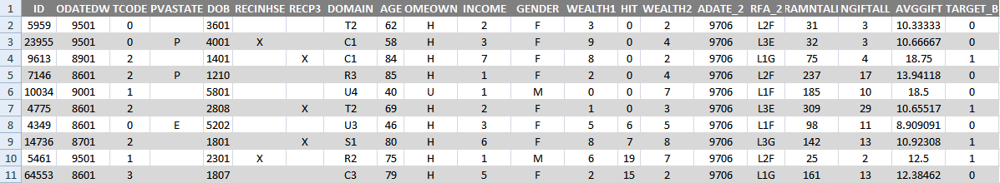 1 ID ODATEDW TCODE PVASTATE DOB RECINHSE RECP3 DOMAIN AGE OMEOWN INCOME GENDER WEALTH1 HIT WEALTH2 ADATE_2 RFA_2 RAMNTALI NGIFTALL AVGGIFT TARGET_B
2 5959 9501 0 3601 T2 62 H 2 F 3 0 2 9706 L2F 31 3 10.33333 0
3 23955 9501 0 P 4001 X C1 58 H 3 F 9 0 4 9706 L3E 32 3 10.66667 0
4 9613 8901 2 1401 X C1 84 H 7 F 8 0 2 9706 L1G 75 4 18.75 1
5 7146 8601 2 P 1210 R3 85 H 1 F 2 0 4 9706 L2F 237 17 13.94118 0
6 10034 9001 1 5801 U4 40 U 1 M 0 0 7 9706 L1F 185 10 18.5 0
7 4775 8601 2 2808 X T2 69 H 2 F 1 0 3 9706 L3E 309 29 10.65517 1
8 4349 8601 0 E 5202 U3 46 H 3 F 5 6 5 9706 L1F 98 11 8.909091 0
9 14736 8701 2 1801 X S1 80 H 6 F 8 7 8 9706 L3G 142 13 10.92308 1
10 5461 9501 1 2301 X R2 75 H 1 M 6 19 7 9706 L2F 25 2 12.5 1
11 64553 8601 3 1807 C3 79 H 5 F 2 15 2 9706 L1G 161 13 12.38462 0